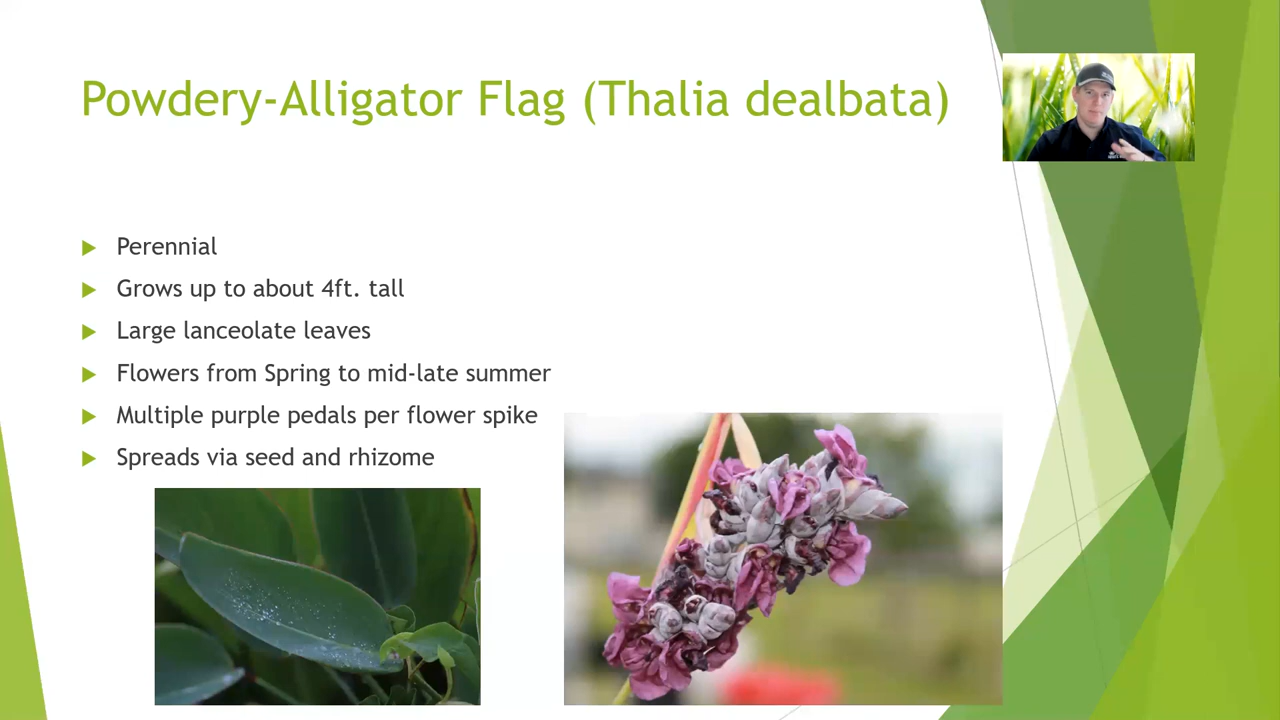 Powdery-Alligator Flag (Thalia dealbata)
Perennial
Grows up to about 4ft. tall
Large lanceolate leaves
Flowers from Spring to mid-late summer
Multiple purple pedals per flower spike
Spreads via seed and rhizome